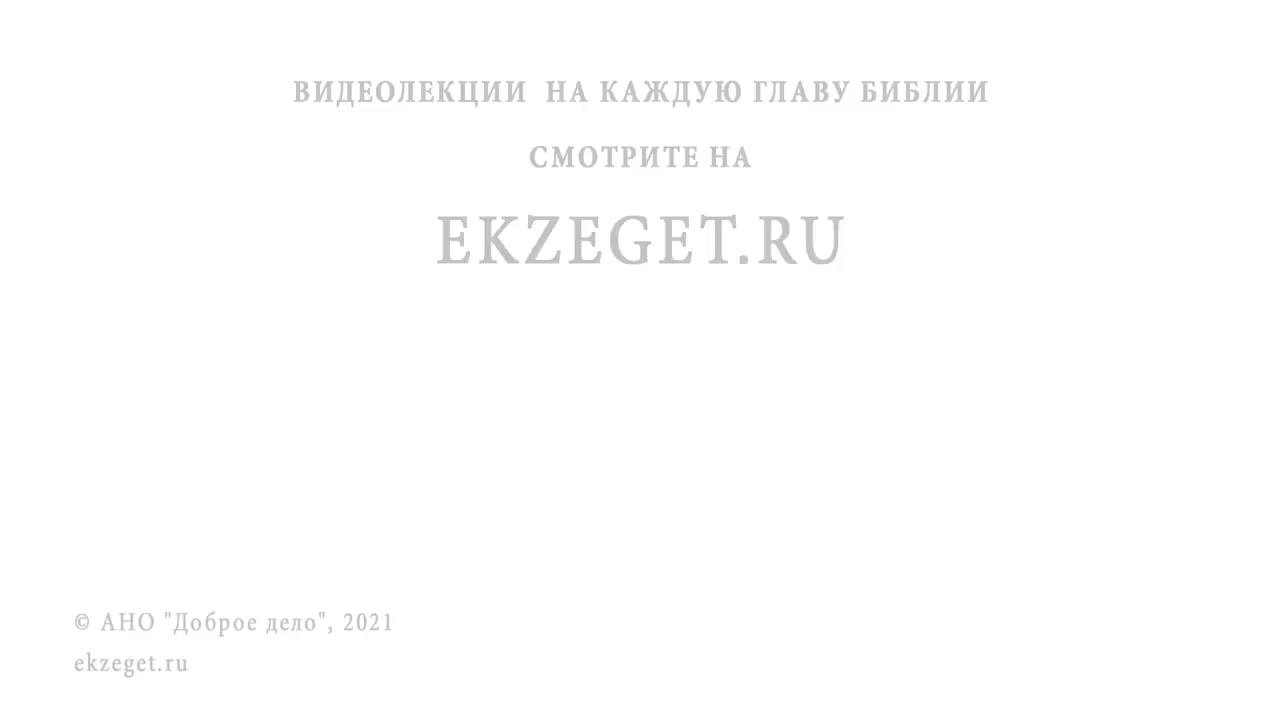 ВИДЕОЛЕКЦИИ НА КАЖДУЮ ГЛАВУ БИБЛИИ
СМОТРИТЕ НА
EKZEGET.RU
© АНО "Доброе дело", 2021
ekzeget.ru